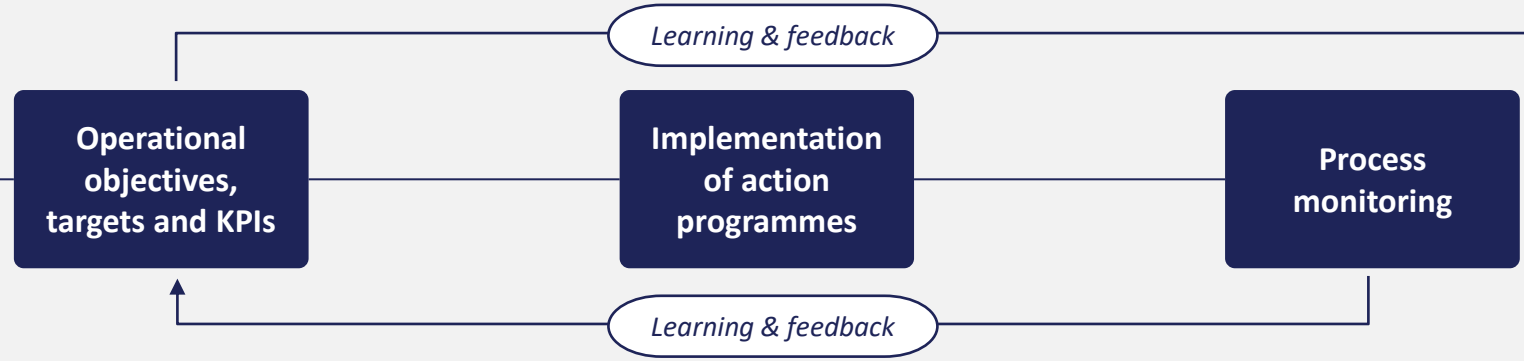 Learning & feedback
Operational
objectives,
targets and KPIs
Implementation
of action
programmes
Process
monitoring
Learning & feedback